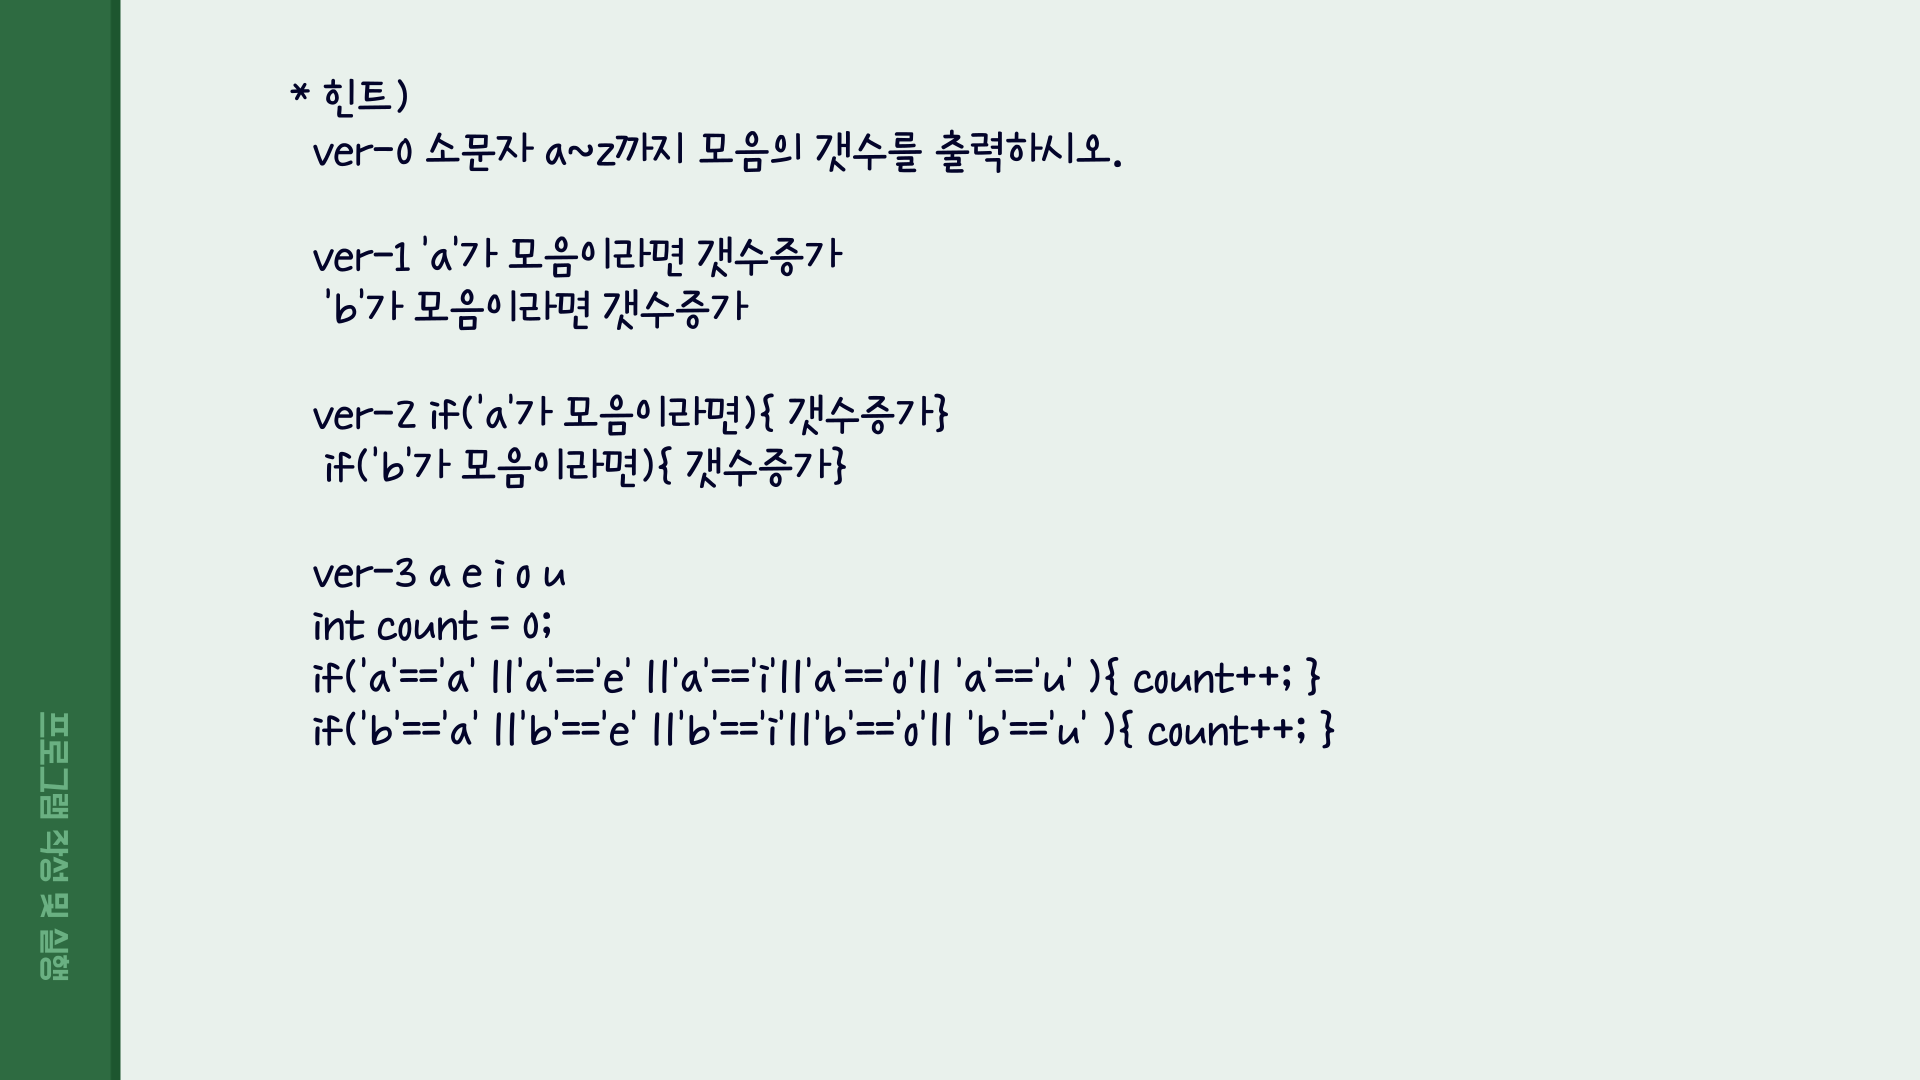 * 힌트)
ver-0 소문자 a~z까지 모음의 갯수를 출력하시오.
ver-1 'a'가 모음이라면 갯수증가
'b'가 모음이라면 갯수증가
ver-2 if('a'가 모음이라면){ 갯수증가}
if('b'가 모음이라면){ 갯수증가}
ver-3 a e i o u
int count = 0;
if('a'=='a' ||'a'=='e' ||'a'=='i'||'a'=='o'|| 'a'=='u' ){ count++; }
if('b'=='a' ||'b'=='e' ||'b'=='i'||'b'=='o'|| 'b'=='u' ){ count++; }
프로그램 작성 및 실행